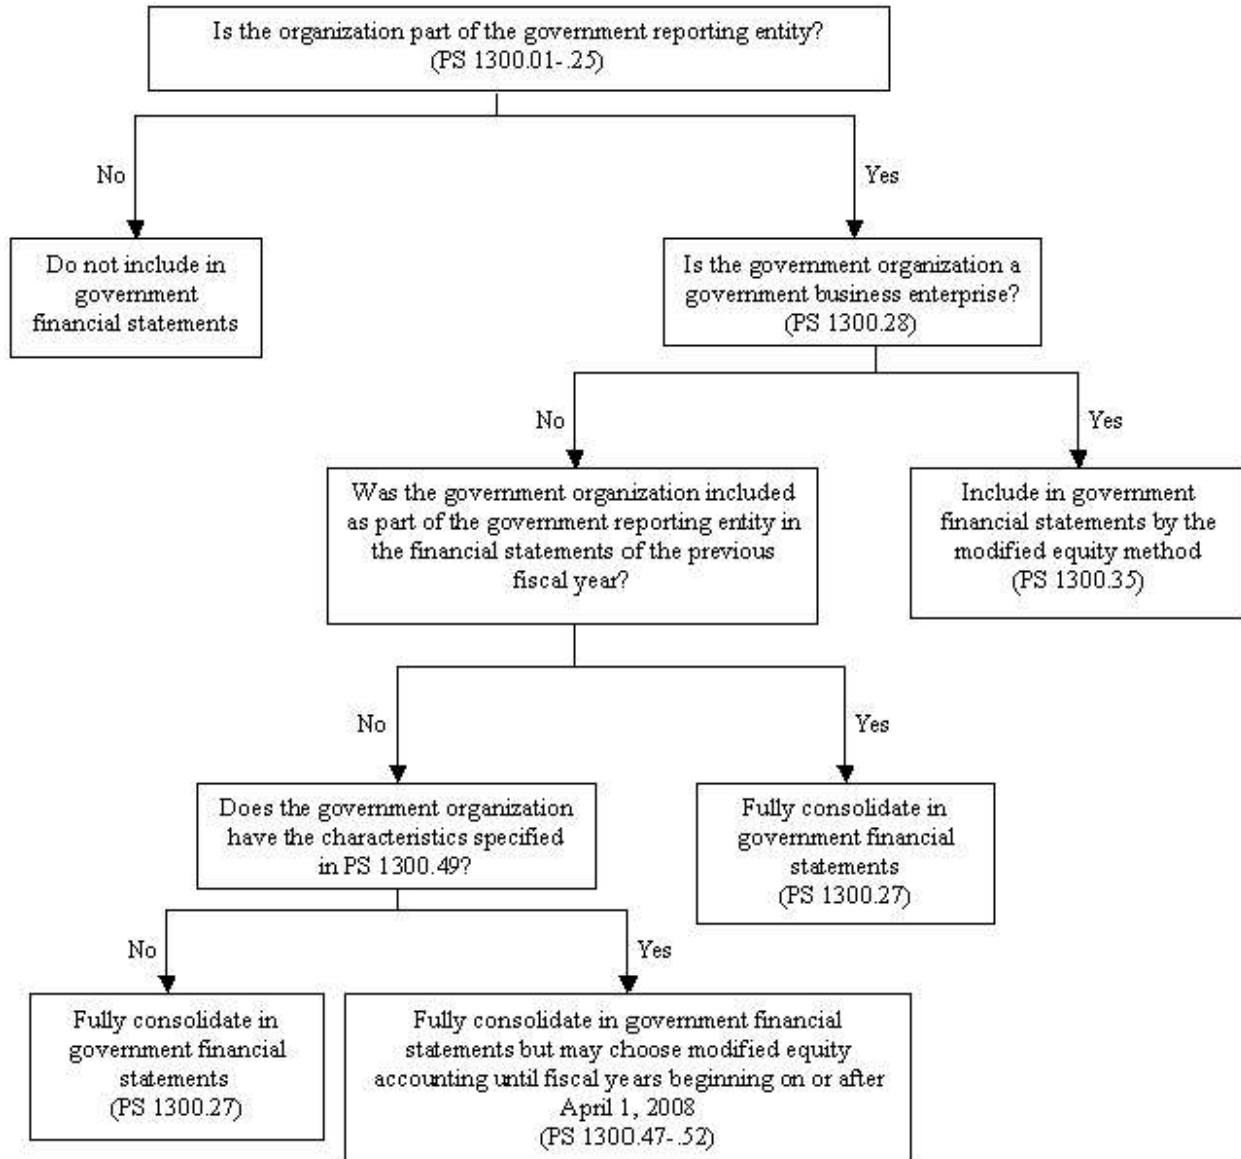 Is the organization part of the government reporting entity?
(PS 1300.01-.25)
No
Yes
Do not include in
government
financial statements
Is the government organization a
government business enterprise?
(PS 1300.28)
No
Yes
Was the government organization included
as part of the government reporting entity in
the financial statements of the previous
fiscal year?
Include in government
financial statements by the
modified equity method
(PS 1300.35)
No
Yes
Does the government organization
have the characteristics specified
in PS 1300.49?
Fully consolidate in
government financial
statements
(PS 1300.27)
No
Yes
Fully consolidate in
government financial
statements
(PS 1300.27)
Fully consolidate in government financial
statements but may choose modified equity
accounting until fiscal years beginning on or after
April 1, 2008
(PS 1300.47-.52)